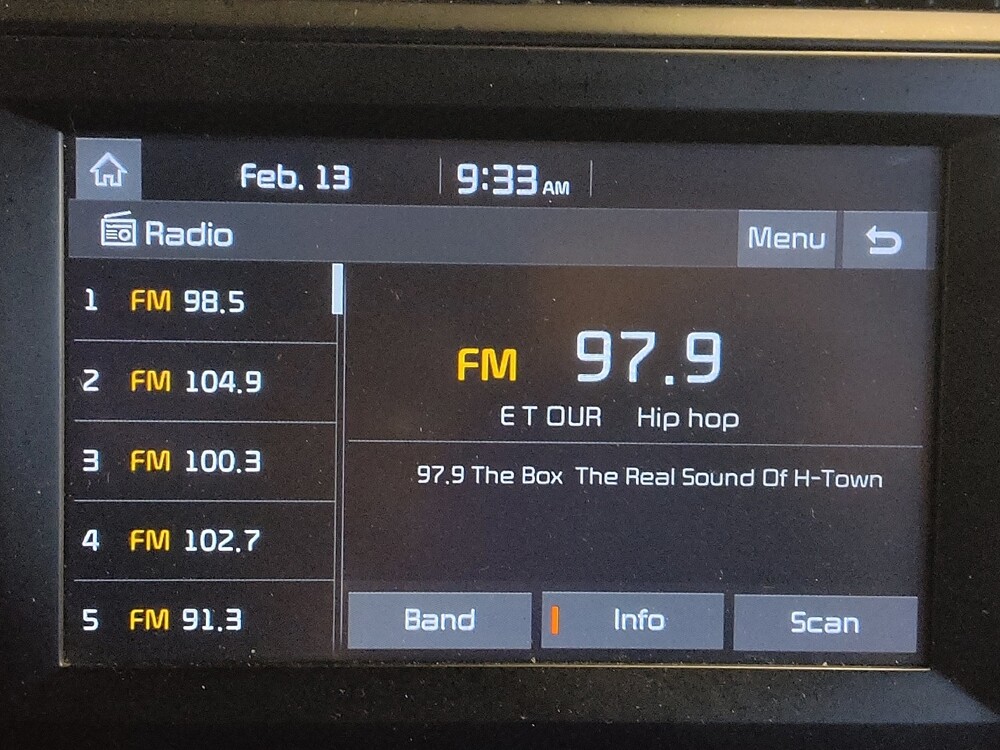 Feb. 13 9:33 AM
Radio Menu
1 FM 98.5
2 FM 104.9
3 FM 100.3
4 FM 102.7
5 FM 91.3
FM 97.9
E T OUR Hip hop
97.9 The Box The Real Sound Of H-Town
Band Info Scan